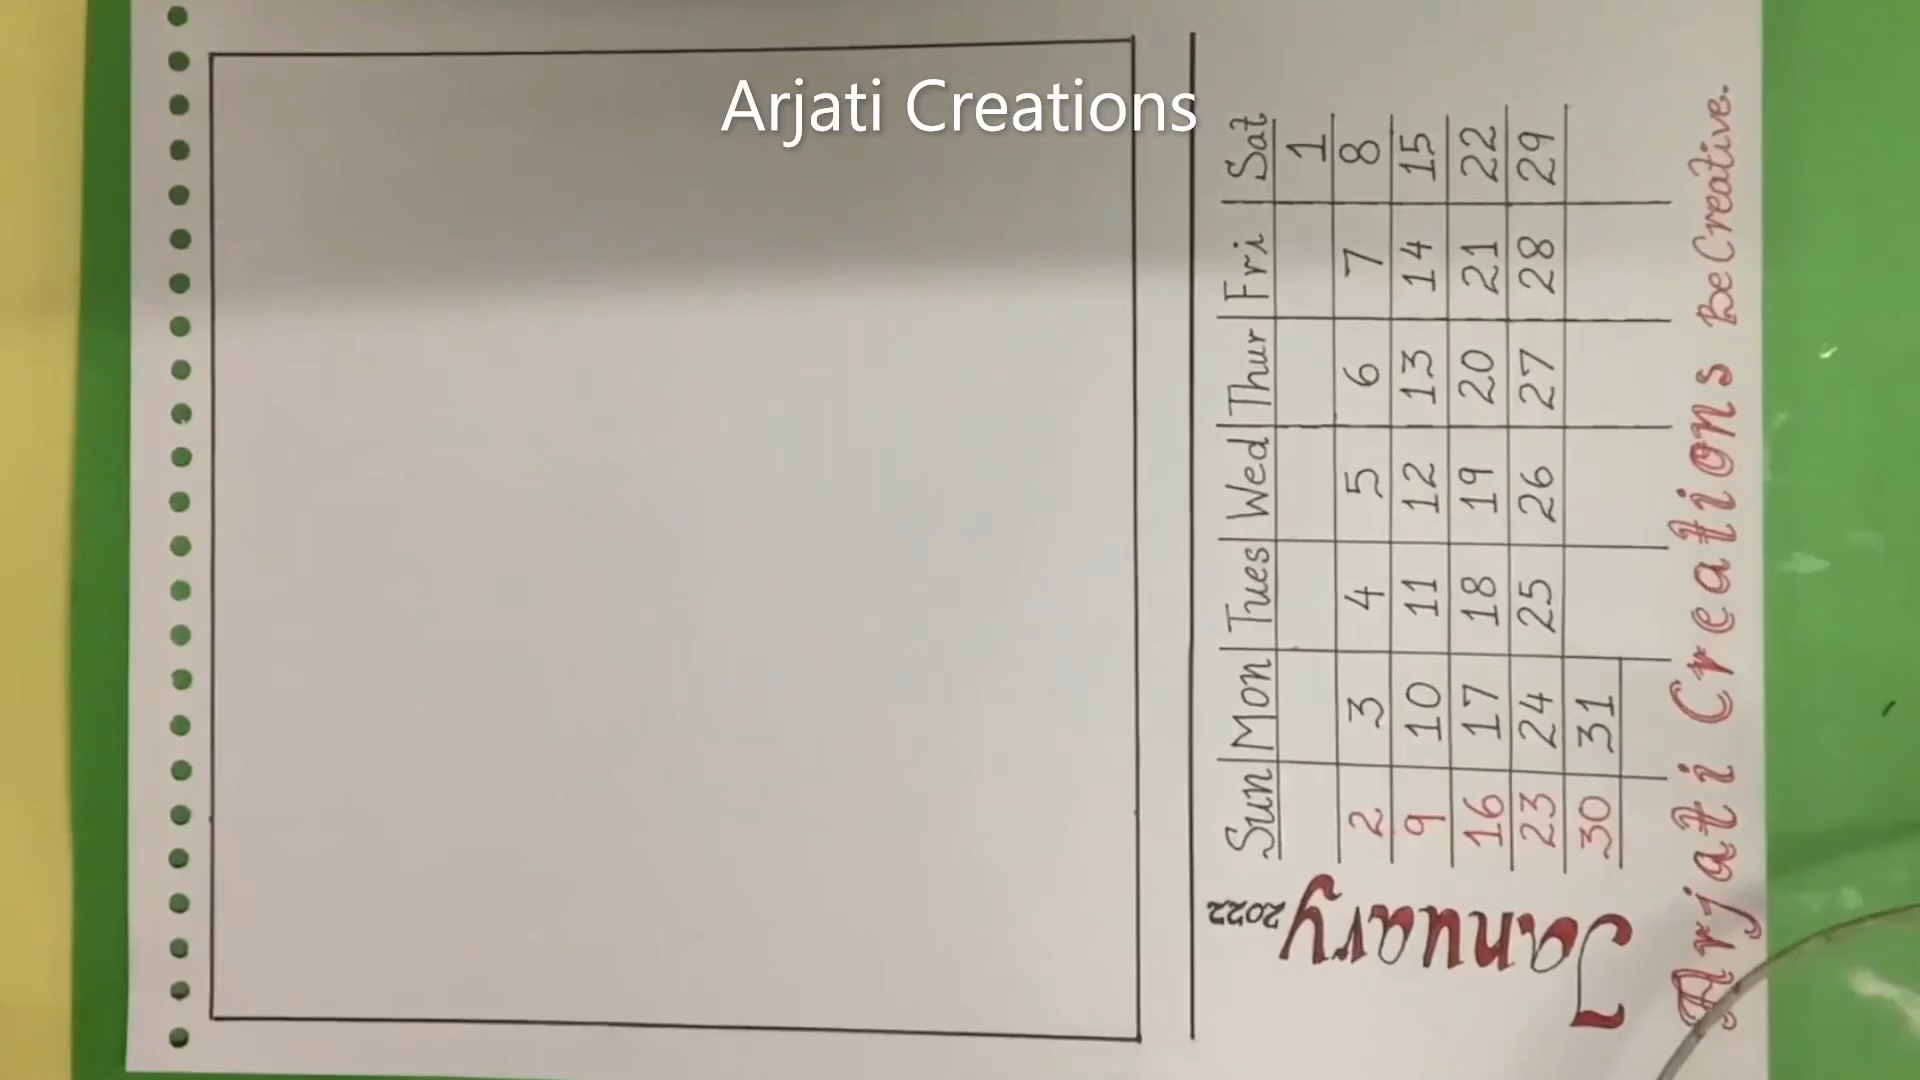 Arjati Creations
January 2022
Sun Mon Tues Wed Thur Fri Sat
1
2 3 4 5 6 7 8
9 10 11 12 13 14 15
16 17 18 19 20 21 22
23 24 25 26 27 28 29
30 31
Arjati Creations BeCreative.